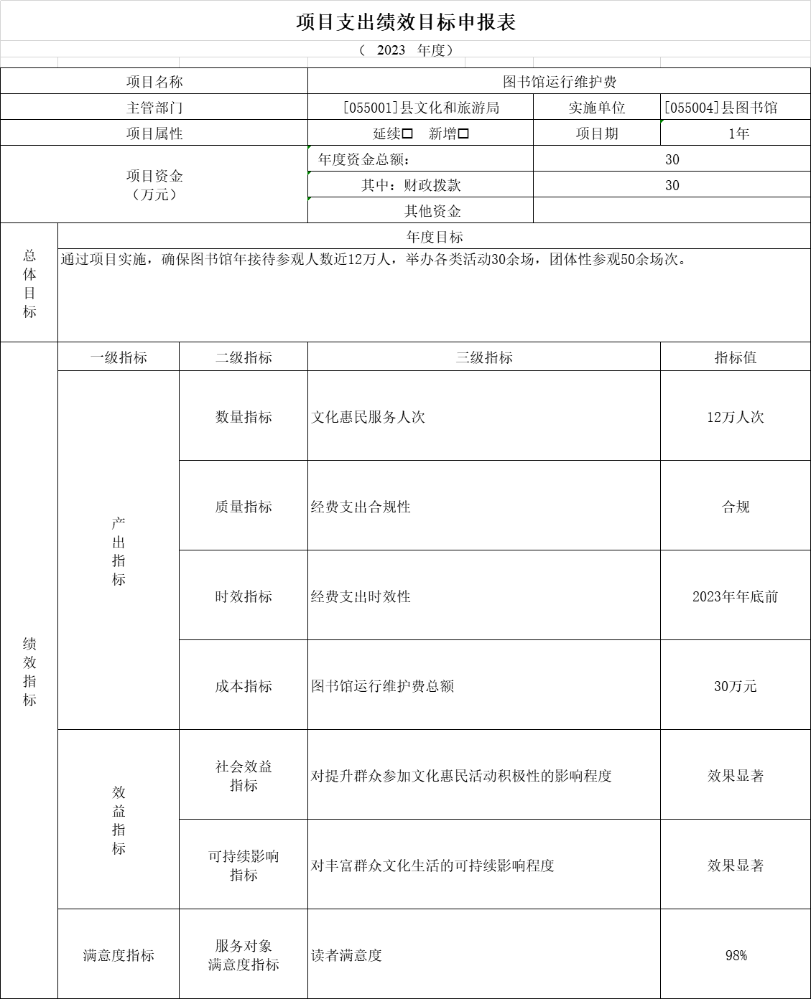 项目支出绩效目标申报表
（ 2023 年度）
项目名称 图书馆运行维护费
主管部门 [055001]县文化和旅游局 实施单位 [055004]县图书馆
项目属性 延续□ 新增□ 项目期 1年
项目资金
（万元）
年度资金总额： 30
其中：财政拨款 30
其他资金
总体目标
年度目标
通过项目实施，确保图书馆年接待参观人数近12万人，举办各类活动30余场，团体性参观50余场次。
绩效指标
一级指标 二级指标 三级指标 指标值
产出指标
数量指标 文化惠民服务人次 12万人次
质量指标 经费支出合规性 合规
时效指标 经费支出时效性 2023年年底前
成本指标 图书馆运行维护费总额 30万元
效益指标
社会效益
指标
对提升群众参加文化惠民活动积极性的影响程度 效果显著
可持续影响
指标
对丰富群众文化生活的可持续影响程度 效果显著
满意度指标
服务对象
满意度指标
读者满意度 98%